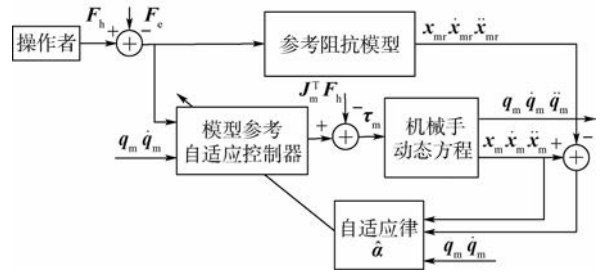 F_h + − F_e
操作者
参考阻抗模型
x_mr ẋ_mr ẍ_mr
J_m^T F_h
−
τ_m
q_m q̇_m q̈_m
模型参考
自适应控制器
+
机械手
动态方程
−
q_m q̇_m
x_m ẋ_m ẍ_m +
自适应律
α̂
q_m q̇_m